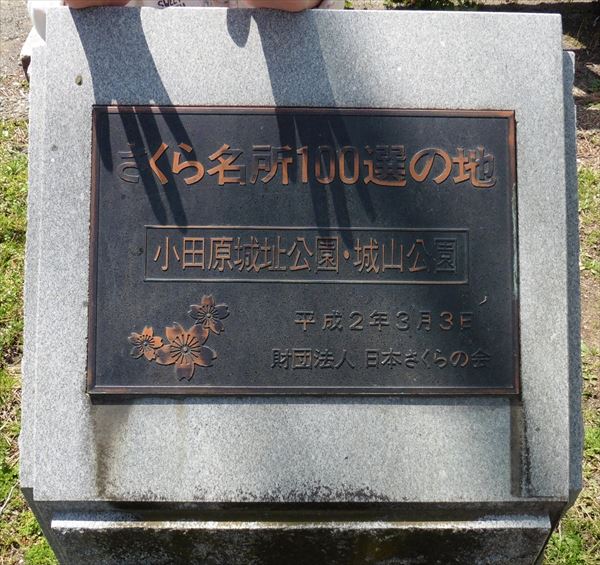 さくら名所100選の地
小田原城址公園・城山公園
平成2年3月3日
財団法人 日本さくらの会